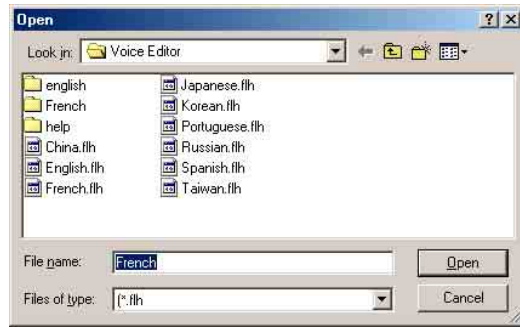 Open
Look in: Voice Editor
english
French
help
China.flh
English.flh
French.flh
Japanese.flh
Korean.flh
Portuguese.flh
Russian.flh
Spanish.flh
Taiwan.flh
File name: French Open
Files of type: (*.flh Cancel